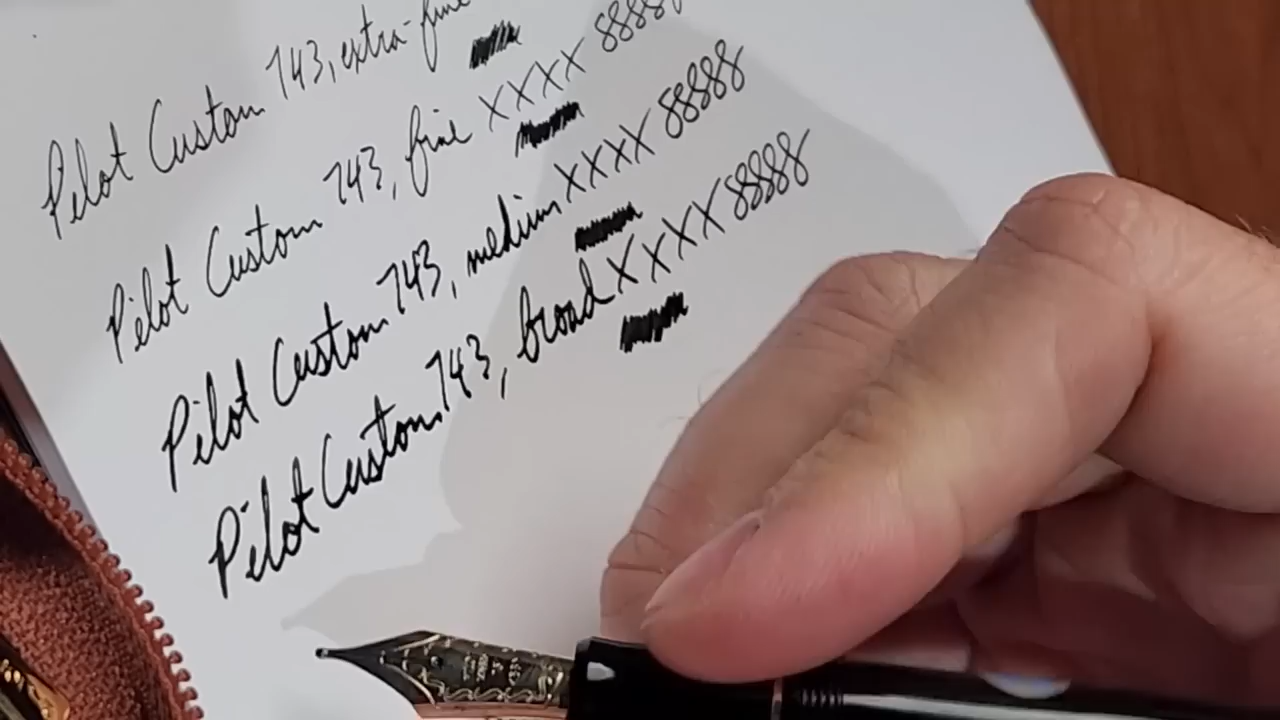 Pilot Custom 743, extra-fine
Pilot Custom 743, fine XXXX 88888
Pilot Custom 743, medium XXXX 88888
Pilot Custom 743, broad XXXX 88888